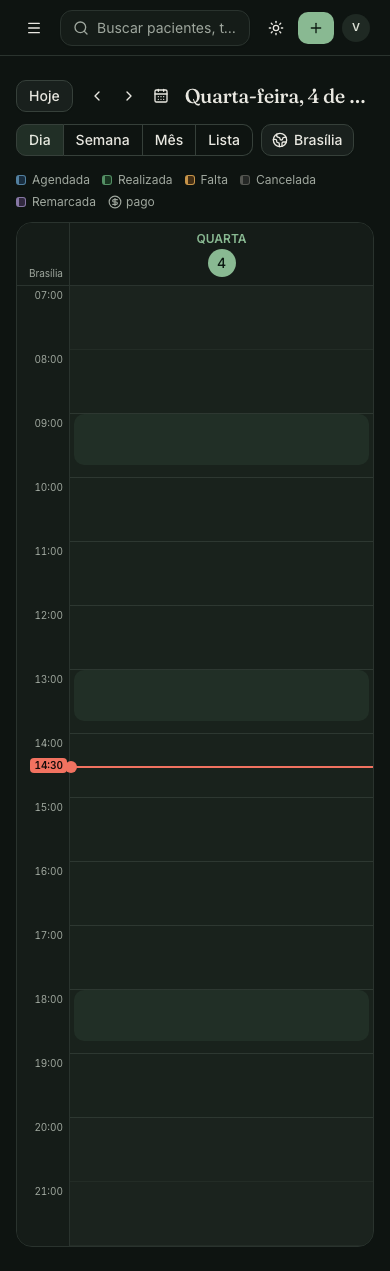 Buscar pacientes, t...
V
Hoje
Quarta-feira, 4 de ...
Dia
Semana
Mês
Lista
Brasília
Agendada
Realizada
Falta
Cancelada
Remarcada
pago
QUARTA
4
Brasília
07:00
08:00
09:00
10:00
11:00
12:00
13:00
14:00
14:30
15:00
16:00
17:00
18:00
19:00
20:00
21:00